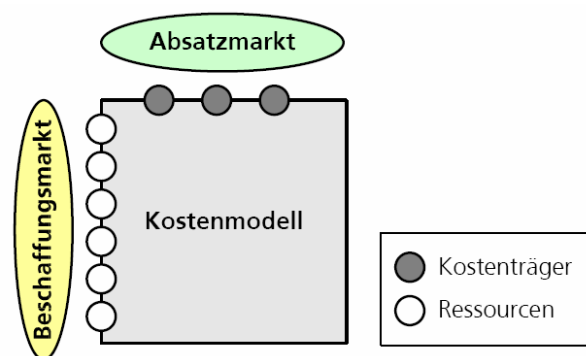 Absatzmarkt
Beschaffungsmarkt
Kostenmodell
Kostenträger
Ressourcen